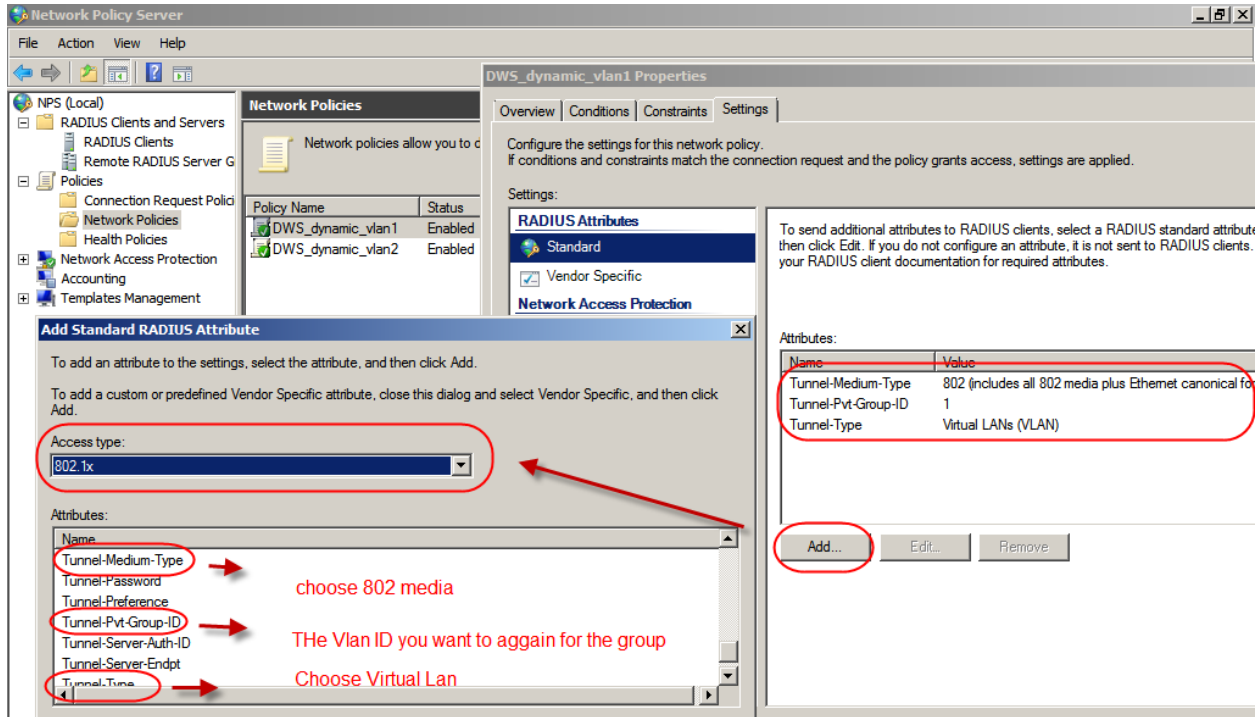 Network Policy Server
File Action View Help
NPS (Local)
RADIUS Clients and Servers
RADIUS Clients
Remote RADIUS Server G
Policies
Connection Request Polici
Network Policies
Health Policies
Network Access Protection
Accounting
Templates Management
Network Policies
Network policies allow you to d
Policy Name Status
DWS_dynamic_vlan1 Enabled
DWS_dynamic_vlan2 Enabled
DWS_dynamic_vlan1 Properties
Overview Conditions Constraints Settings
Configure the settings for this network policy.
If conditions and constraints match the connection request and the policy grants access, settings are applied.
Settings:
RADIUS Attributes
Standard
Vendor Specific
Network Access Protection
To send additional attributes to RADIUS clients, select a RADIUS standard attribute
then click Edit. If you do not configure an attribute, it is not sent to RADIUS clients.
your RADIUS client documentation for required attributes.
Attributes:
Name Value
Tunnel-Medium-Type 802 (includes all 802 media plus Ethernet canonical fo
Tunnel-Pvt-Group-ID 1
Tunnel-Type Virtual LANs (VLAN)
Add... Edit... Remove
Add Standard RADIUS Attribute
To add an attribute to the settings, select the attribute, and then click Add.
To add a custom or predefined Vendor Specific attribute, close this dialog and select Vendor Specific, and then click
Add.
Access type:
802.1x
Attributes:
Name
Tunnel-Medium-Type
Tunnel-Password
Tunnel-Preference
Tunnel-Pvt-Group-ID
Tunnel-Server-Auth-ID
Tunnel-Server-Endpt
Tunnel-Type
choose 802 media
THe Vlan ID you want to aggain for the group
Choose Virtual Lan